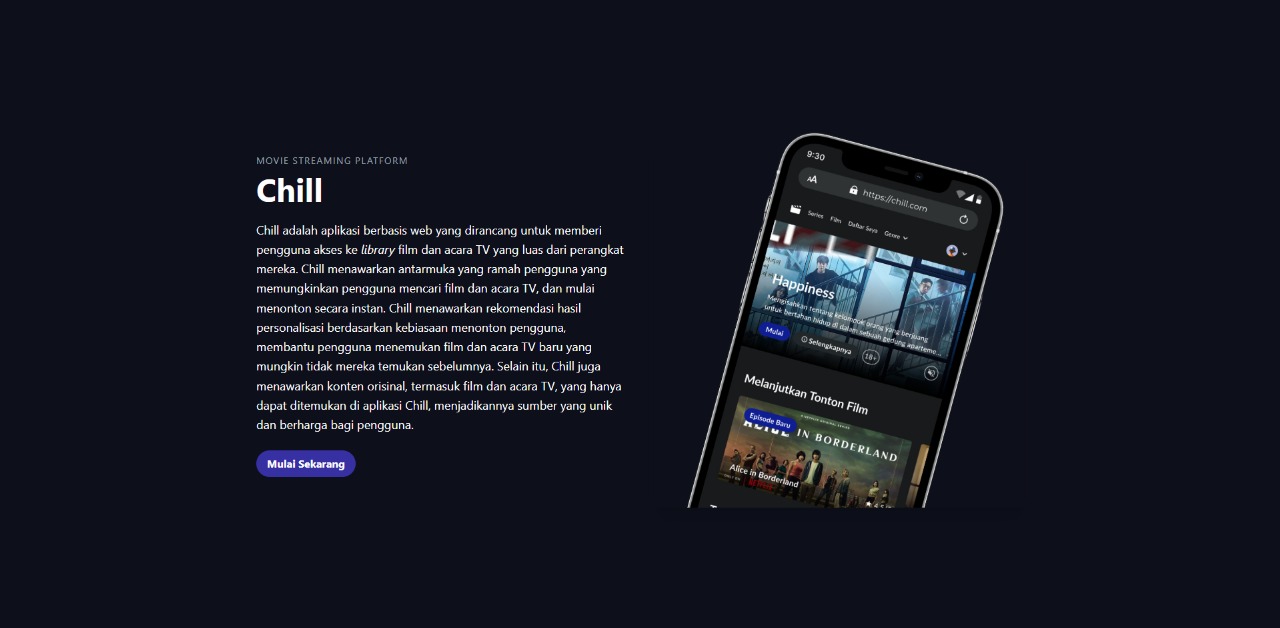 MOVIE STREAMING PLATFORM
Chill
Chill adalah aplikasi berbasis web yang dirancang untuk memberi
pengguna akses ke library film dan acara TV yang luas dari perangkat
mereka. Chill menawarkan antarmuka yang ramah pengguna yang
memungkinkan pengguna mencari film dan acara TV, dan mulai
menonton secara instan. Chill menawarkan rekomendasi hasil
personalisasi berdasarkan kebiasaan menonton pengguna,
membantu pengguna menemukan film dan acara TV baru yang
mungkin tidak mereka temukan sebelumnya. Selain itu, Chill juga
menawarkan konten orisinal, termasuk film dan acara TV, yang hanya
dapat ditemukan di aplikasi Chill, menjadikannya sumber yang unik
dan berharga bagi pengguna.
Mulai Sekarang
9:30
AA https://chill.com
Series Film Daftar Saya Genre
Happiness
Mengisahkan tentang kelompok orang yang berjuang
untuk bertahan hidup di dalam sebuah gedung aparteme...
Mulai Selengkapnya 18+
Melanjutkan Tonton Film
Episode Baru
ALICE IN BORDERLAND
Alice in Borderland